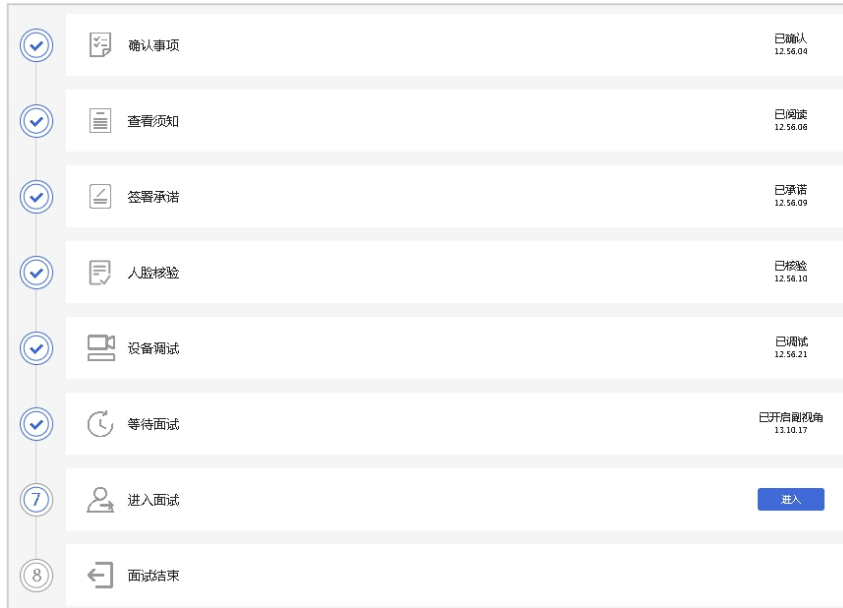 确认事项
已确认
12.56.04
查看须知
已阅读
12.56.06
签署承诺
已承诺
12.56.09
人脸核验
已核验
12.56.10
设备调试
已调试
12.56.21
等待面试
已开启副视角
13.10.17
7
进入面试
进入
8
面试结束